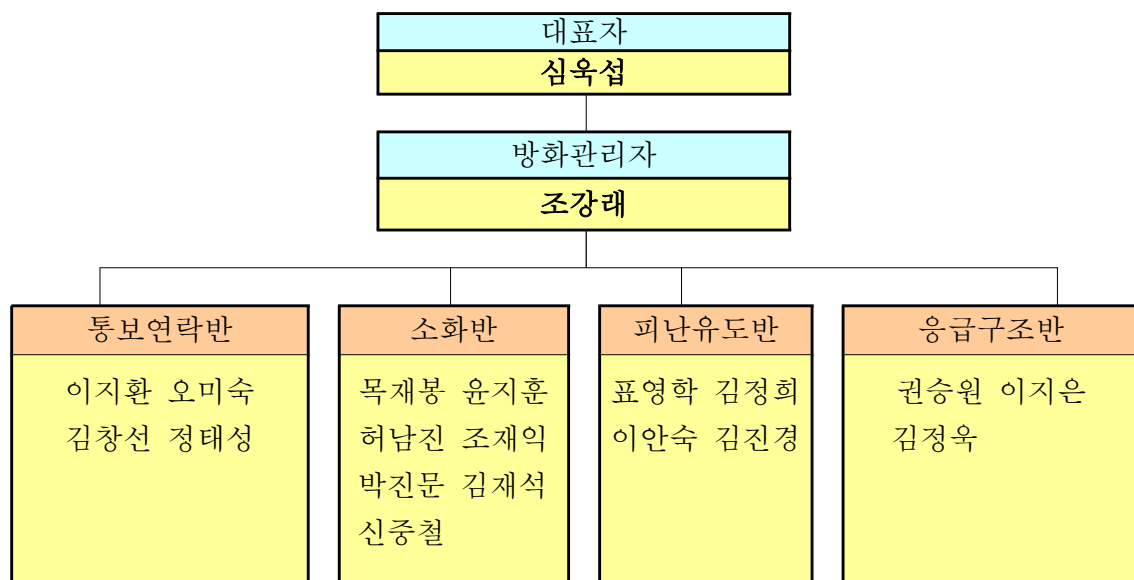 대표자
심욱섭
방화관리자
조강래
통보연락반
이지환 오미숙
김창선 정태성
소화반
목재봉 윤지훈
허남진 조재익
박진문 김재석
신중철
피난유도반
표영학 김정희
이안숙 김진경
응급구조반
권승원 이지은
김정욱